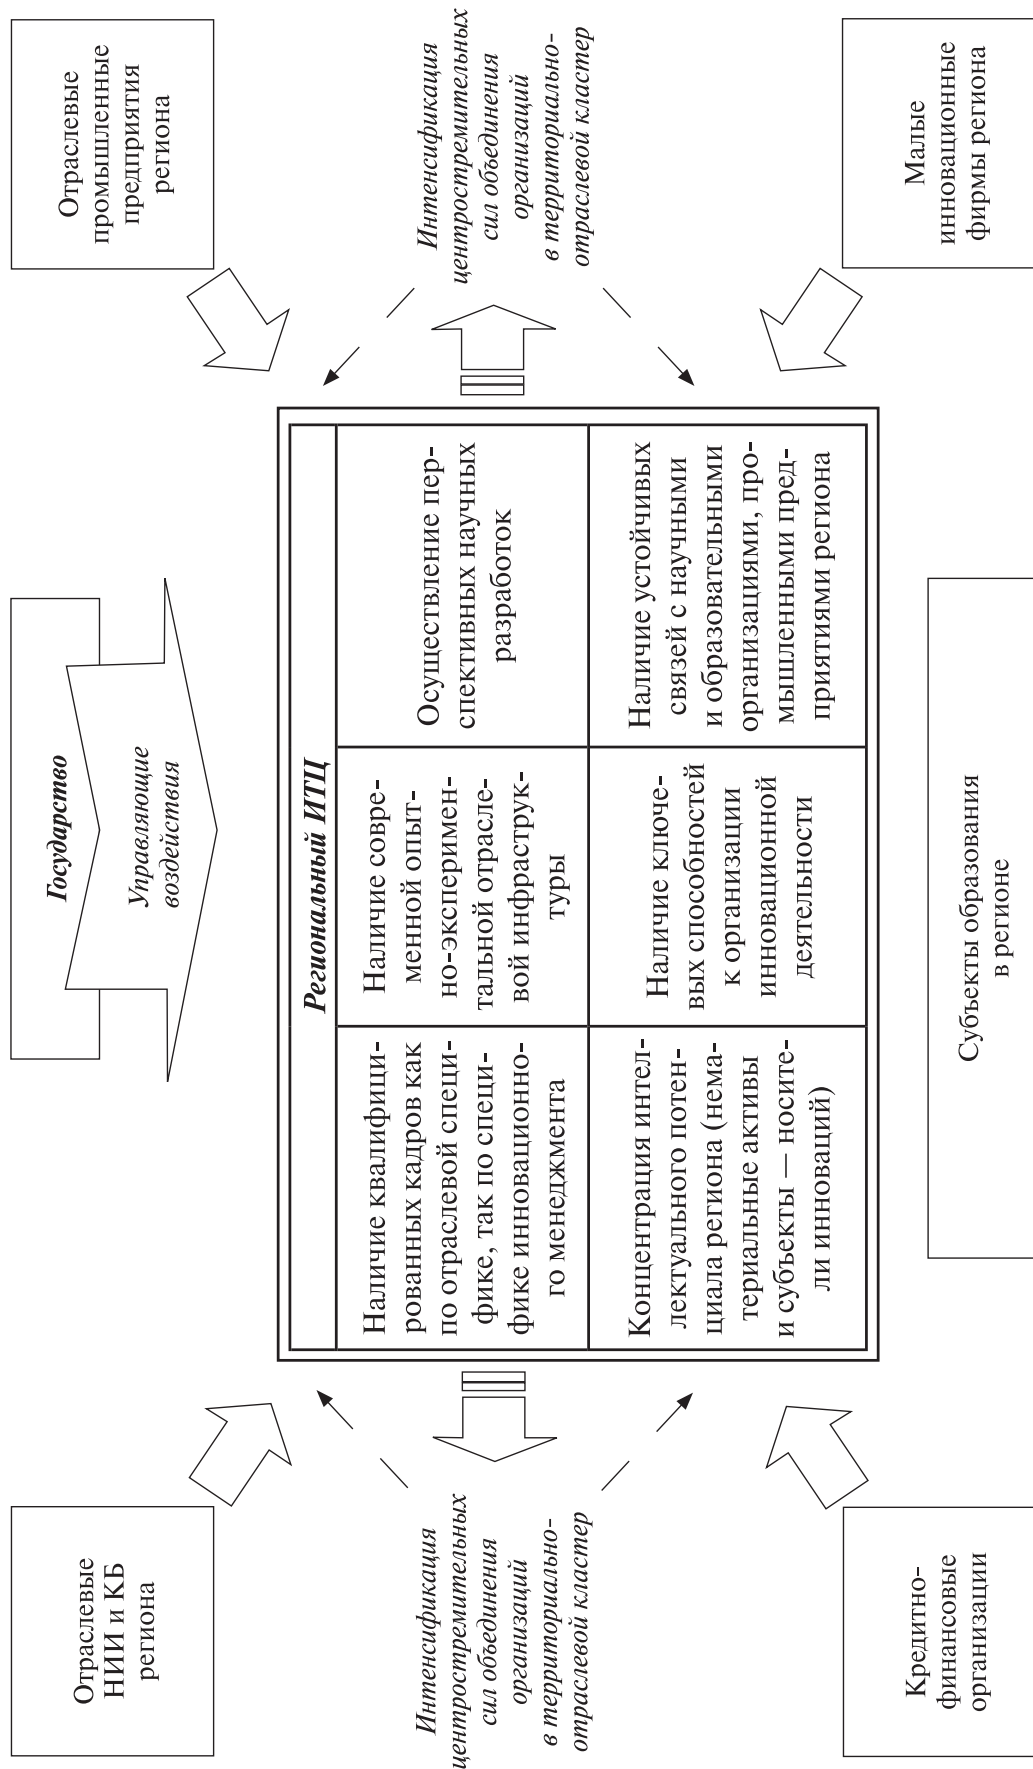 Отраслевые
НИИ и КБ
региона
Государство
Управляющие
воздействия
Отраслевые
промышленные
предприятия
региона
Интенсификация
центростремительных
сил объединения
организаций
в территориально-
отраслевой кластер
Региональный ИТЦ
Наличие квалифици-
рованных кадров как
по отраслевой специ-
фике, так по специ-
фике инновационно-
го менеджмента
Наличие совре-
менной опыт-
но-эксперимен-
тальной отрасле-
вой инфраструк-
туры
Осуществление пер-
спективных научных
разработок
Концентрация интел-
лектуального потен-
циала региона (нема-
териальные активы
и субъекты — носите-
ли инноваций)
Наличие ключе-
вых способностей
к организации
инновационной
деятельности
Наличие устойчивых
связей с научными
и образовательными
организациями, про-
мышленными пред-
приятиями региона
Интенсификация
центростремительных
сил объединения
организаций
в территориально-
отраслевой кластер
Кредитно-
финансовые
организации
Субъекты образования
в регионе
Малые
инновационные
фирмы региона